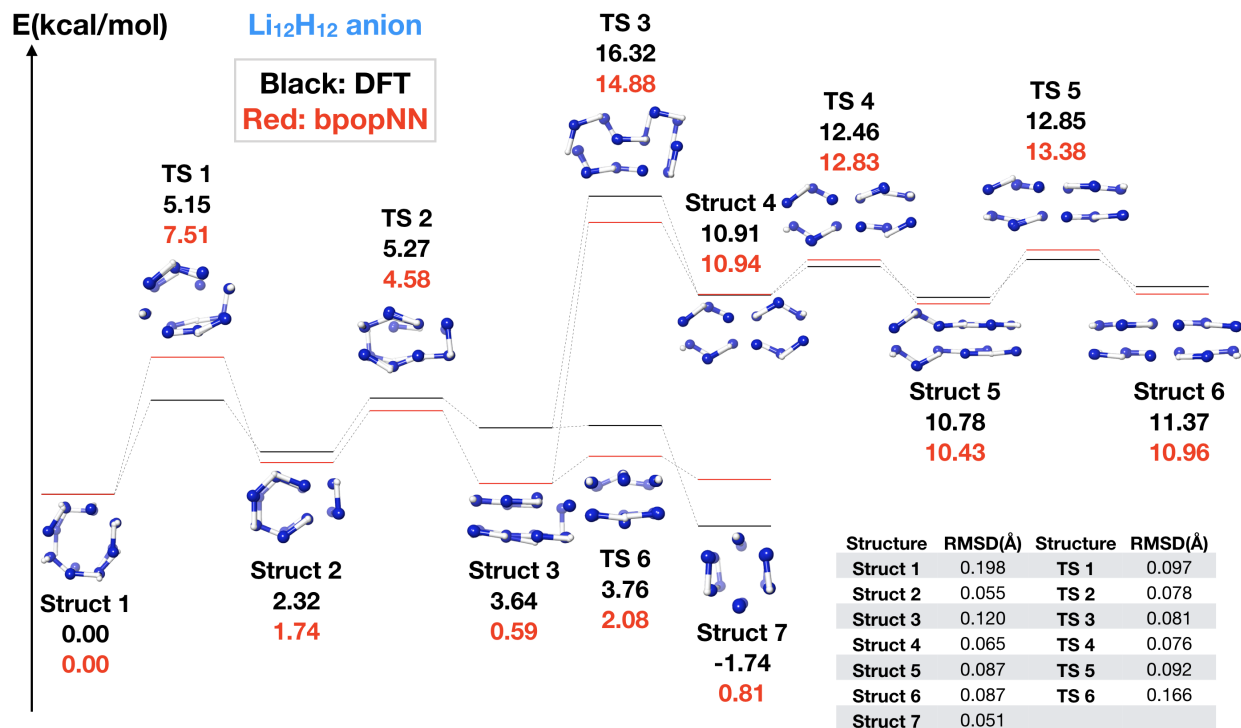 E(kcal/mol)
Li₁₂H₁₂ anion
Black: DFT
Red: bpopNN
TS 1
5.15
7.51
TS 2
5.27
4.58
TS 3
16.32
14.88
TS 4
12.46
12.83
TS 5
12.85
13.38
Struct 4
10.91
10.94
Struct 1
0.00
0.00
Struct 2
2.32
1.74
Struct 3
3.64
0.59
TS 6
3.76
2.08
Struct 7
-1.74
0.81
Struct 5
10.78
10.43
Struct 6
11.37
10.96
Structure RMSD(Å) Structure RMSD(Å)
Struct 1 0.198 TS 1 0.097
Struct 2 0.055 TS 2 0.078
Struct 3 0.120 TS 3 0.081
Struct 4 0.065 TS 4 0.076
Struct 5 0.087 TS 5 0.092
Struct 6 0.087 TS 6 0.166
Struct 7 0.051